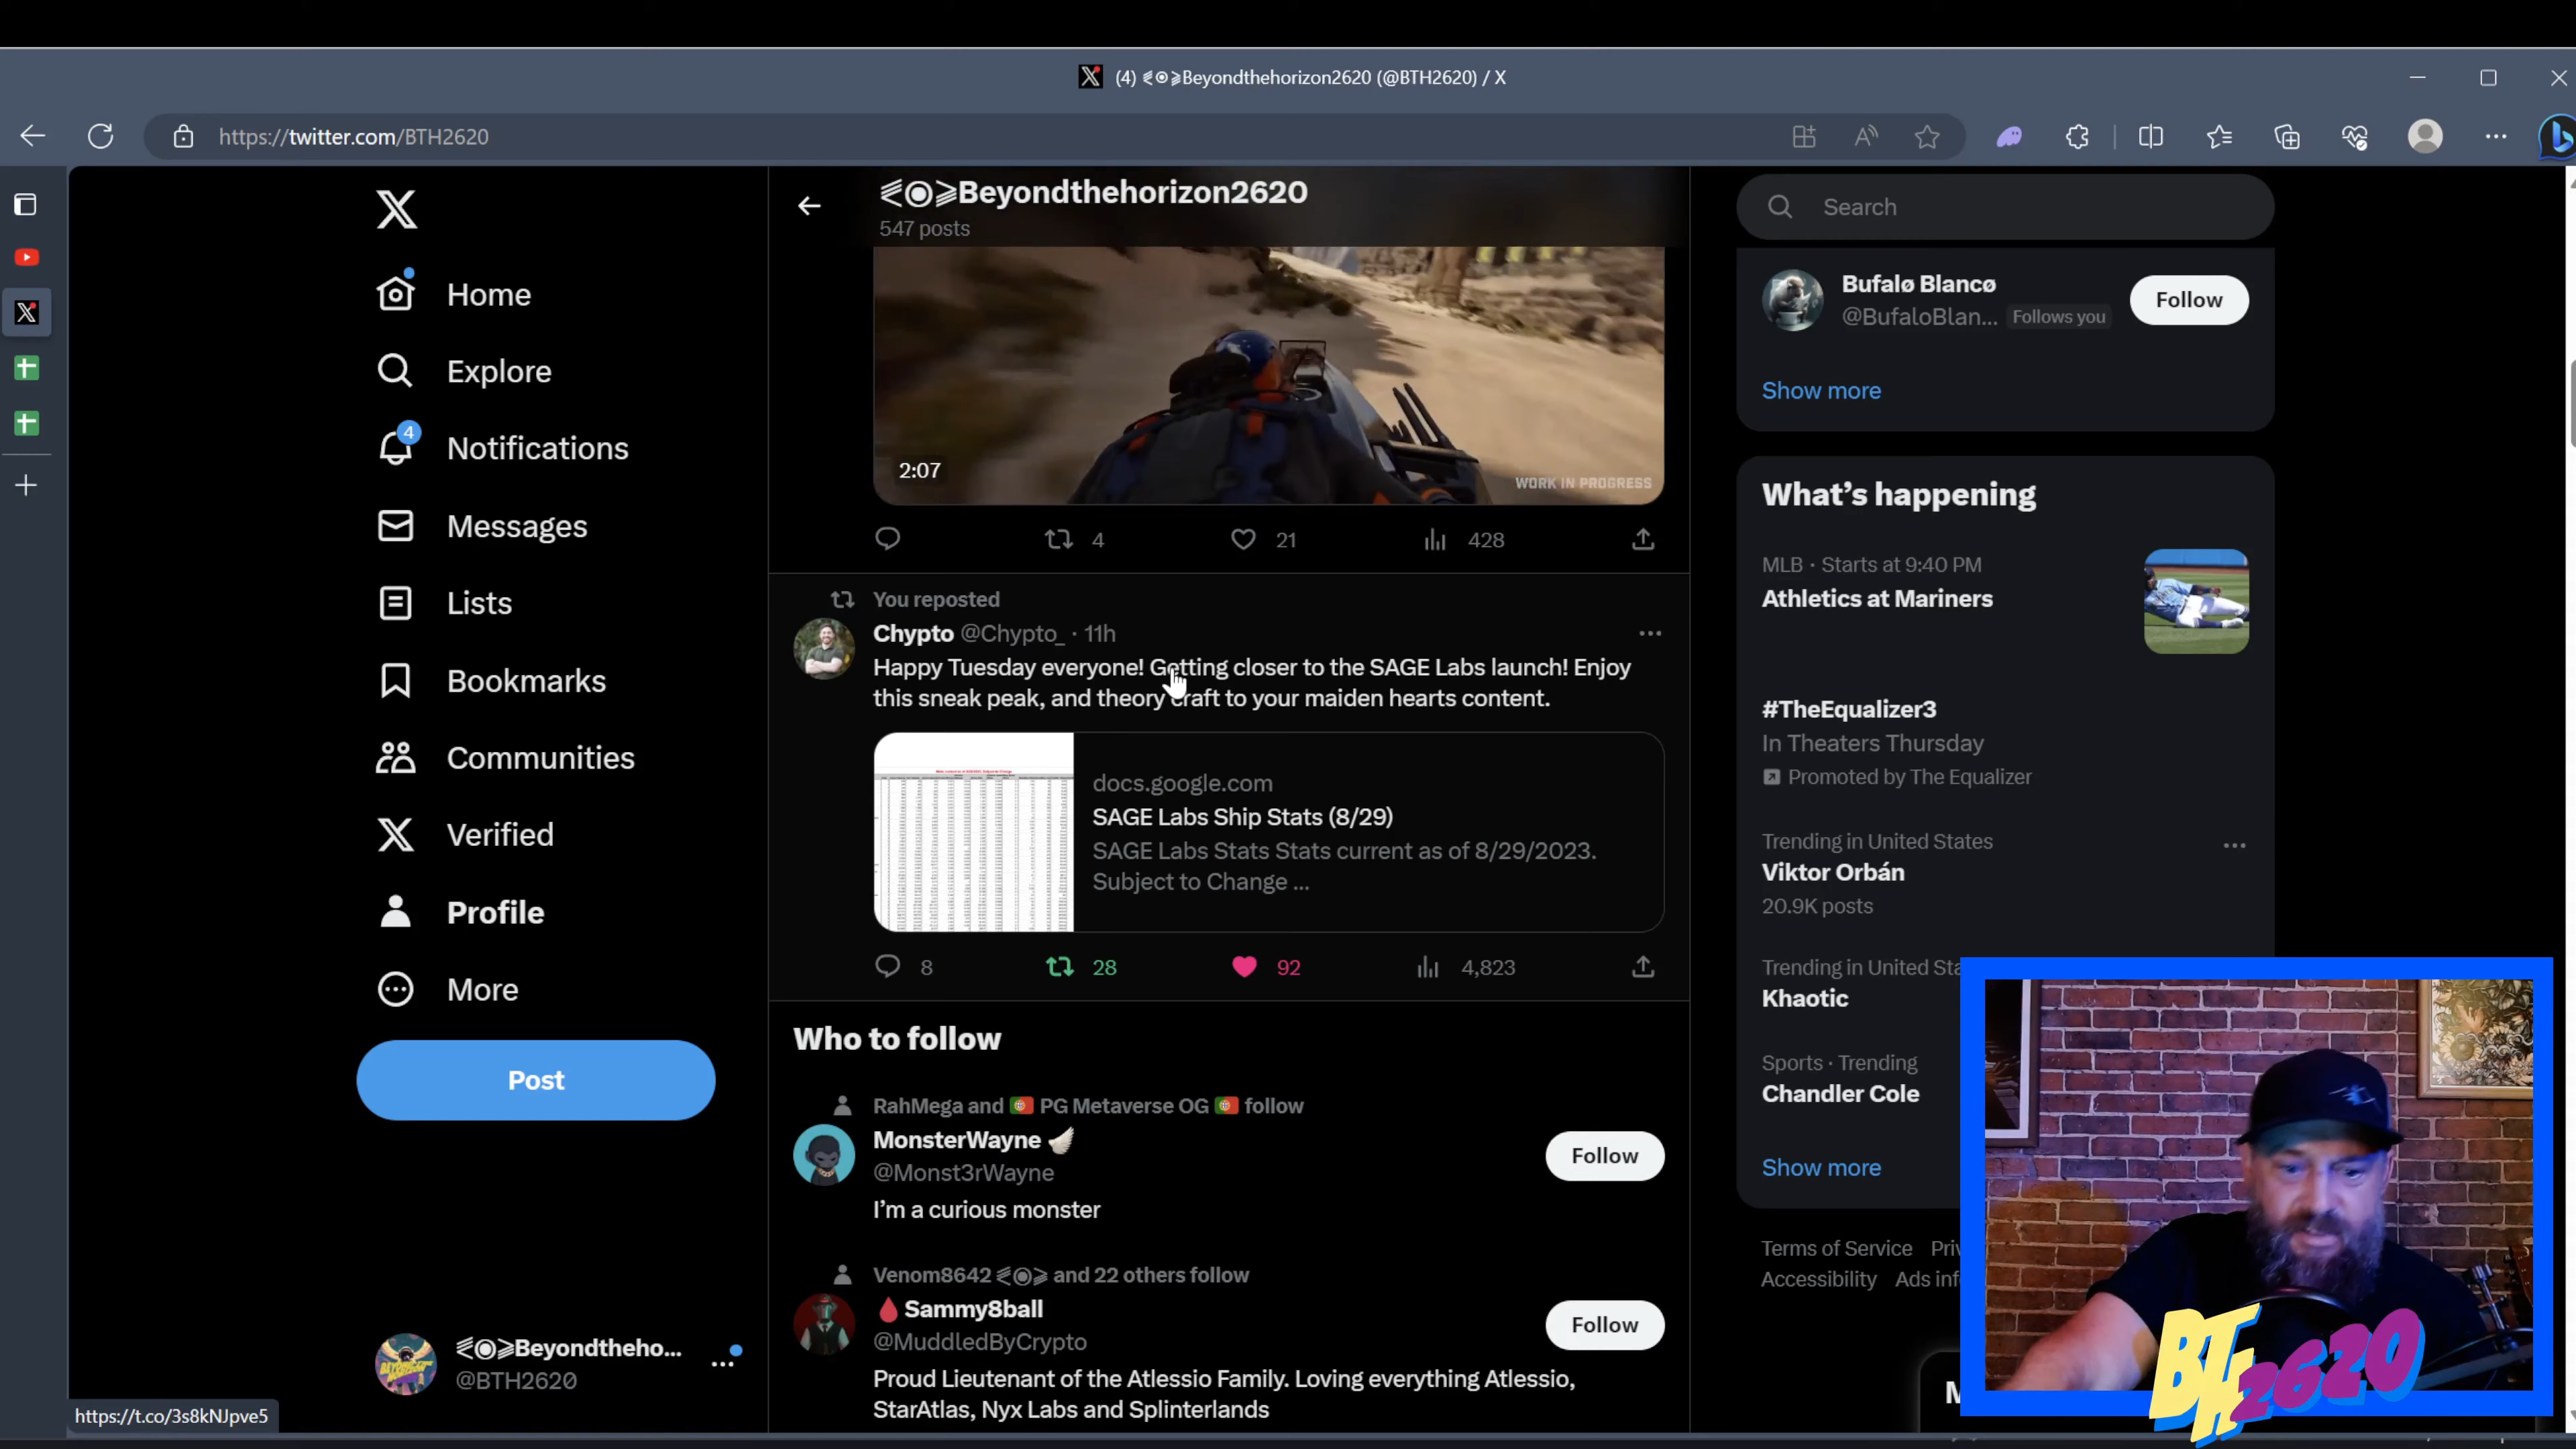 (4) ⋞◉⋟Beyondthehorizon2620 (@BTH2620) / X
https://twitter.com/BTH2620
Home
Explore
4
Notifications
Messages
Lists
Bookmarks
Communities
Verified
Profile
More
Post
⋞◉⋟Beyondtheho...
@BTH2620
https://t.co/3s8kNJpve5
⋞◉⋟Beyondthehorizon2620
547 posts
2:07
WORK IN PROGRESS
4 21 428
You reposted
Chypto @Chypto_ · 11h
Happy Tuesday everyone! Getting closer to the SAGE Labs launch! Enjoy
this sneak peak, and theory craft to your maiden hearts content.
docs.google.com
SAGE Labs Ship Stats (8/29)
SAGE Labs Stats Stats current as of 8/29/2023.
Subject to Change ...
8 28 92 4,823
Who to follow
RahMega and 🇵🇹 PG Metaverse OG 🇵🇹 follow
MonsterWayne 🪽
@Monst3rWayne
Follow
I'm a curious monster
Venom8642 ⋞◉⋟ and 22 others follow
🩸Sammy8ball
@MuddledByCrypto
Follow
Proud Lieutenant of the Atlessio Family. Loving everything Atlessio,
StarAtlas, Nyx Labs and Splinterlands
Search
Bufalø Blancø
@BufaloBlan... Follows you
Follow
Show more
What's happening
MLB · Starts at 9:40 PM
Athletics at Mariners
#TheEqualizer3
In Theaters Thursday
Promoted by The Equalizer
Trending in United States
Viktor Orbán
20.9K posts
Trending in United Sta
Khaotic
Sports · Trending
Chandler Cole
Show more
Terms of Service Priv
Accessibility Ads inf
BTH2620